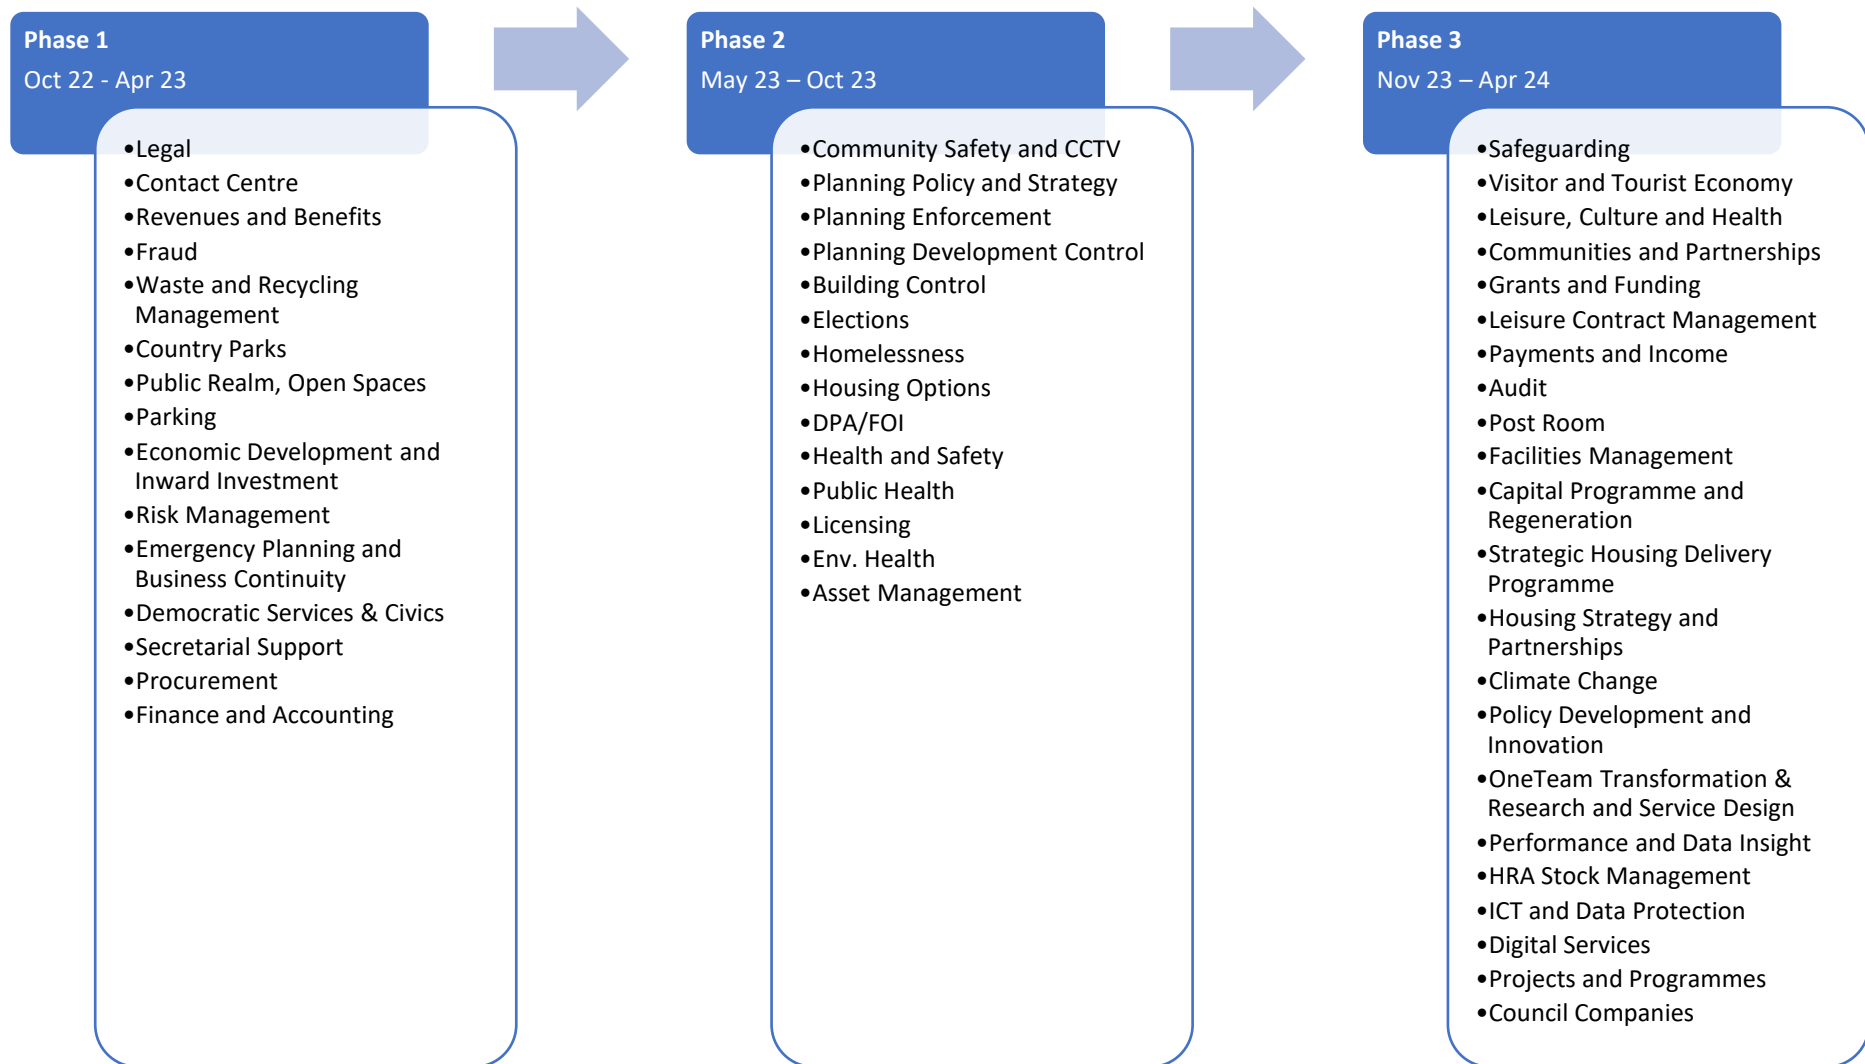 Phase 1
Oct 22 - Apr 23
•Legal
•Contact Centre
•Revenues and Benefits
•Fraud
•Waste and Recycling
Management
•Country Parks
•Public Realm, Open Spaces
•Parking
•Economic Development and
Inward Investment
•Risk Management
•Emergency Planning and
Business Continuity
•Democratic Services & Civics
•Secretarial Support
•Procurement
•Finance and Accounting
Phase 2
May 23 – Oct 23
•Community Safety and CCTV
•Planning Policy and Strategy
•Planning Enforcement
•Planning Development Control
•Building Control
•Elections
•Homelessness
•Housing Options
•DPA/FOI
•Health and Safety
•Public Health
•Licensing
•Env. Health
•Asset Management
Phase 3
Nov 23 – Apr 24
•Safeguarding
•Visitor and Tourist Economy
•Leisure, Culture and Health
•Communities and Partnerships
•Grants and Funding
•Leisure Contract Management
•Payments and Income
•Audit
•Post Room
•Facilities Management
•Capital Programme and
Regeneration
•Strategic Housing Delivery
Programme
•Housing Strategy and
Partnerships
•Climate Change
•Policy Development and
Innovation
•OneTeam Transformation &
Research and Service Design
•Performance and Data Insight
•HRA Stock Management
•ICT and Data Protection
•Digital Services
•Projects and Programmes
•Council Companies